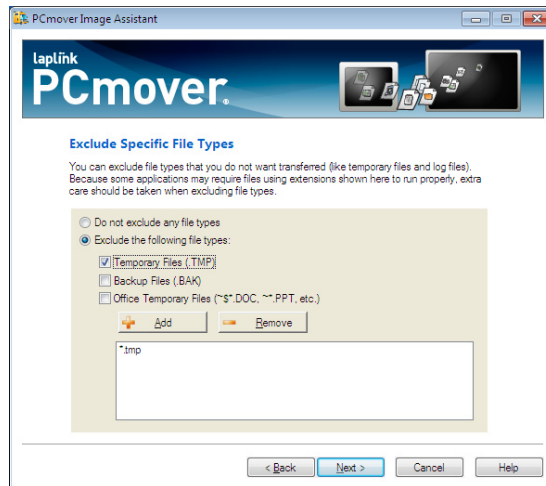 PCmover Image Assistant
laplink
PCmover.
Exclude Specific File Types
You can exclude file types that you do not want transferred (like temporary files and log files).
Because some applications may require files using extensions shown here to run properly, extra
care should be taken when excluding file types.
Do not exclude any file types
Exclude the following file types:
Temporary Files (.TMP)
Backup Files (.BAK)
Office Temporary Files (~$*.DOC, ~*.PPT, etc.)
Add Remove
*.tmp
< Back Next > Cancel Help